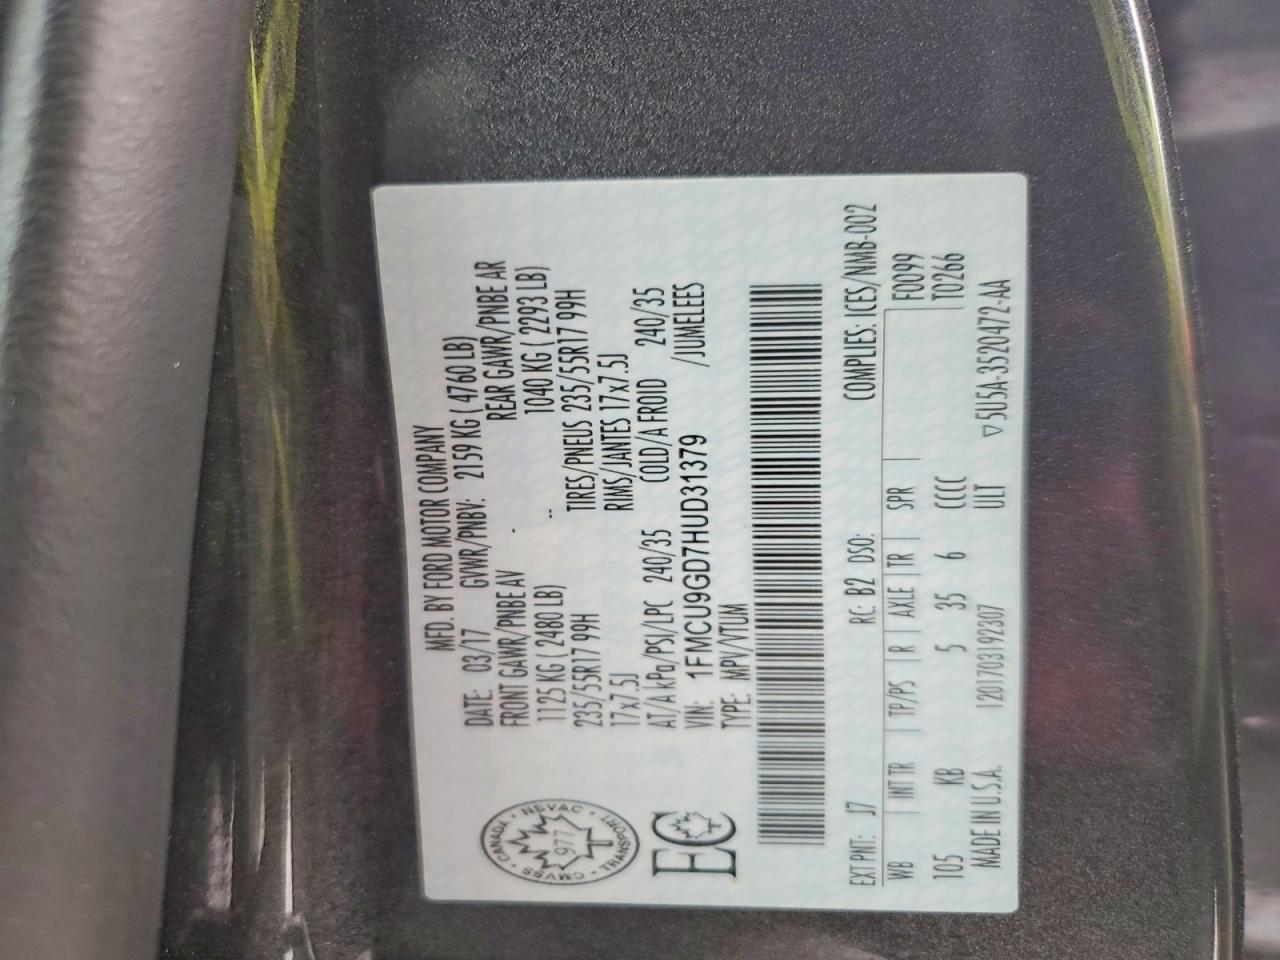 MFD. BY FORD MOTOR COMPANY
DATE: 03/17 GVWR/PNBV: 2159 KG ( 4760 LB)
FRONT GAWR/PNBE AV - REAR GAWR/PNBE AR
1125 KG ( 2480 LB) -- 1040 KG ( 2293 LB)
235/55R17 99H TIRES/PNEUS 235/55R17 99H
17x7.5J RIMS/JANTES 17x7.5J
AT/A kPa/PSI/LPC 240/35 COLD/A FROID 240/35
VIN: 1FMCU9GD7HUD31379 /JUMELEES
TYPE: MPV/VTUM
CANADA · NSVAC · TRANSPORT · CMVSS
977
T
EC
EXT PNT: J7 RC: B2 DSO: COMPLIES: ICES/NMB-002
WB | INT TR | TP/PS | R | AXLE | TR | SPR | F0099
105 KB 5 35 6 CCCC T0266
MADE IN U.S.A. 1201703192307 ULT ▽5U5A-3520472-AA